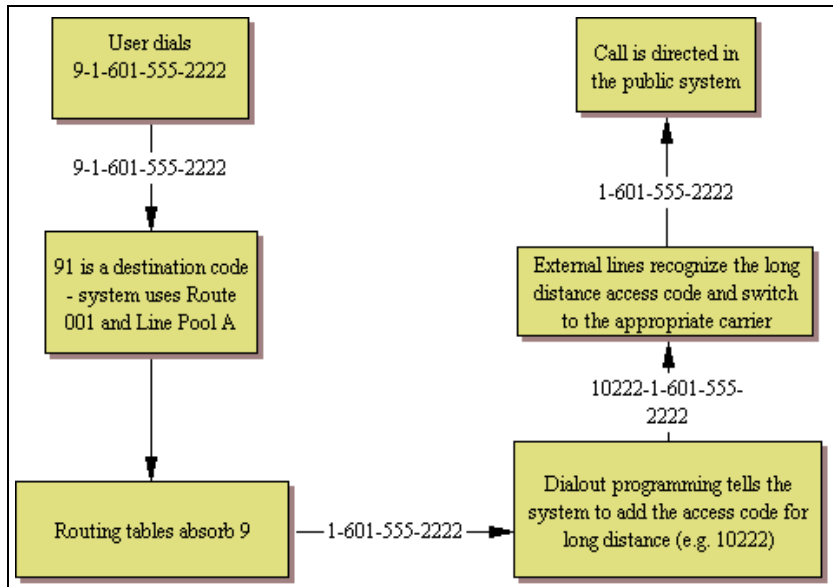 User dials
9-1-601-555-2222
9-1-601-555-2222
91 is a destination code
- system uses Route
001 and Line Pool A
Routing tables absorb 9
1-601-555-2222
Dialout programming tells the
system to add the access code for
long distance (e.g. 10222)
10222-1-601-555-
2222
External lines recognize the long
distance access code and switch
to the appropriate carrier
1-601-555-2222
Call is directed in
the public system